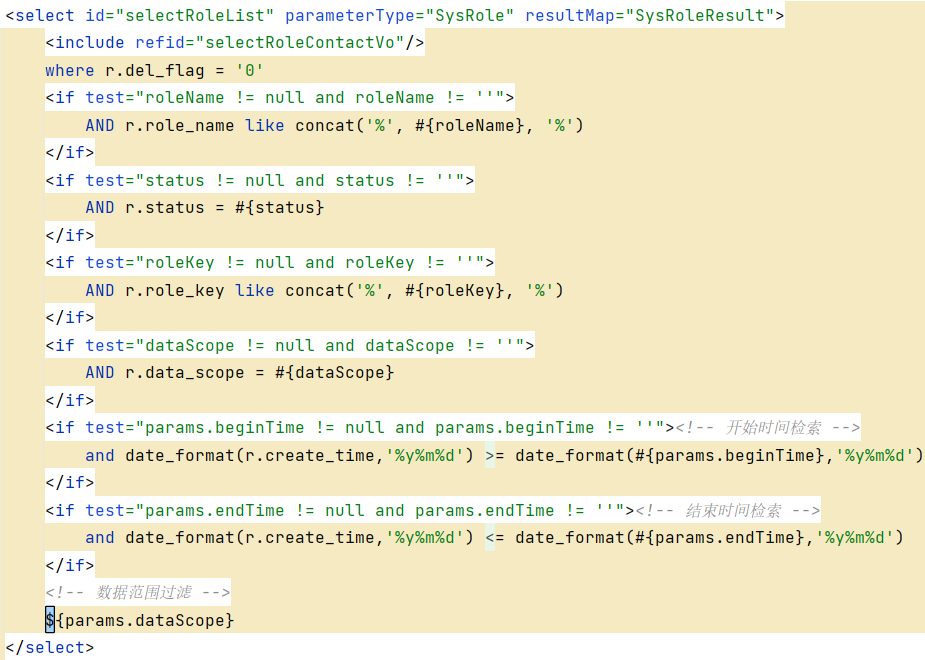 <select id="selectRoleList" parameterType="SysRole" resultMap="SysRoleResult">
<include refid="selectRoleContactVo"/>
where r.del_flag = '0'
<if test="roleName != null and roleName != ''">
AND r.role_name like concat('%', #{roleName}, '%')
</if>
<if test="status != null and status != ''">
AND r.status = #{status}
</if>
<if test="roleKey != null and roleKey != ''">
AND r.role_key like concat('%', #{roleKey}, '%')
</if>
<if test="dataScope != null and dataScope != ''">
AND r.data_scope = #{dataScope}
</if>
<if test="params.beginTime != null and params.beginTime != ''"><!-- 开始时间检索 -->
and date_format(r.create_time,'%y%m%d') >= date_format(#{params.beginTime},'%y%m%d')
</if>
<if test="params.endTime != null and params.endTime != ''"><!-- 结束时间检索 -->
and date_format(r.create_time,'%y%m%d') <= date_format(#{params.endTime},'%y%m%d')
</if>
<!-- 数据范围过滤 -->
${params.dataScope}
</select>